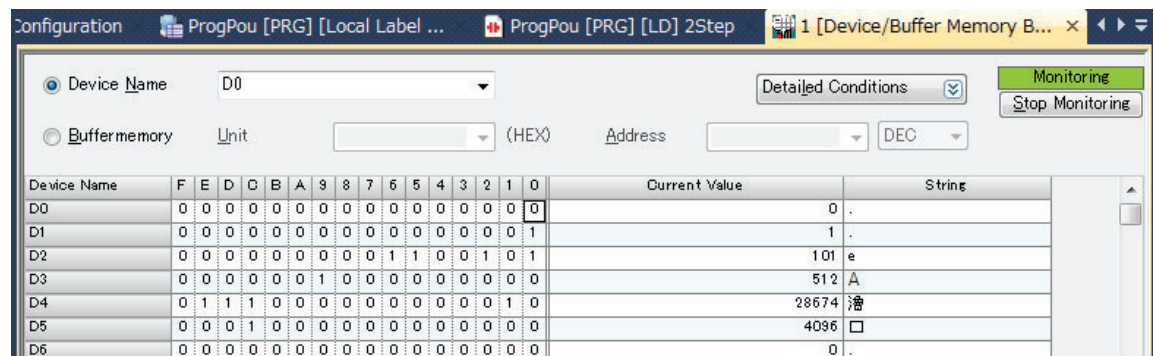 Configuration ProgPou [PRG] [Local Label ... ProgPou [PRG] [LD] 2Step 1 [Device/Buffer Memory B...
Device Name D0 Detailed Conditions Monitoring
Stop Monitoring
Buffermemory Unit (HEX) Address DEC
Device Name F E D C B A 9 8 7 6 5 4 3 2 1 0 Current Value String
D0 0 0 0 0 0 0 0 0 0 0 0 0 0 0 0 0 0 .
D1 0 0 0 0 0 0 0 0 0 0 0 0 0 0 0 1 1 .
D2 0 0 0 0 0 0 0 0 0 1 1 0 0 1 0 1 101 e
D3 0 0 0 0 0 0 1 0 0 0 0 0 0 0 0 0 512 A
D4 0 1 1 1 0 0 0 0 0 0 0 0 0 0 1 0 28674
D5 0 0 0 1 0 0 0 0 0 0 0 0 0 0 0 0 4096 □
D6 0 0 0 0 0 0 0 0 0 0 0 0 0 0 0 0 0 .